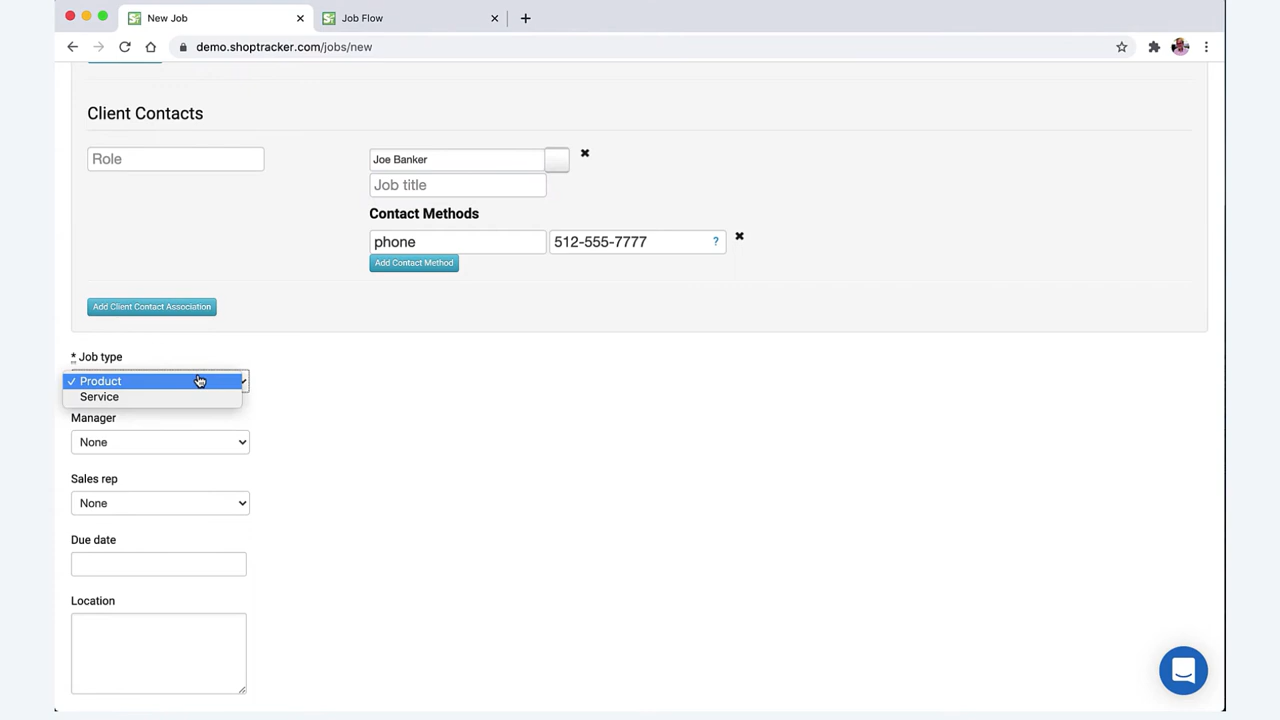 New Job
Job Flow
demo.shoptracker.com/jobs/new
Client Contacts
Role
Joe Banker
Job title
Contact Methods
phone
512-555-7777
?
Add Contact Method
Add Client Contact Association
* Job type
✓ Product
Service
Manager
None
Sales rep
None
Due date
Location